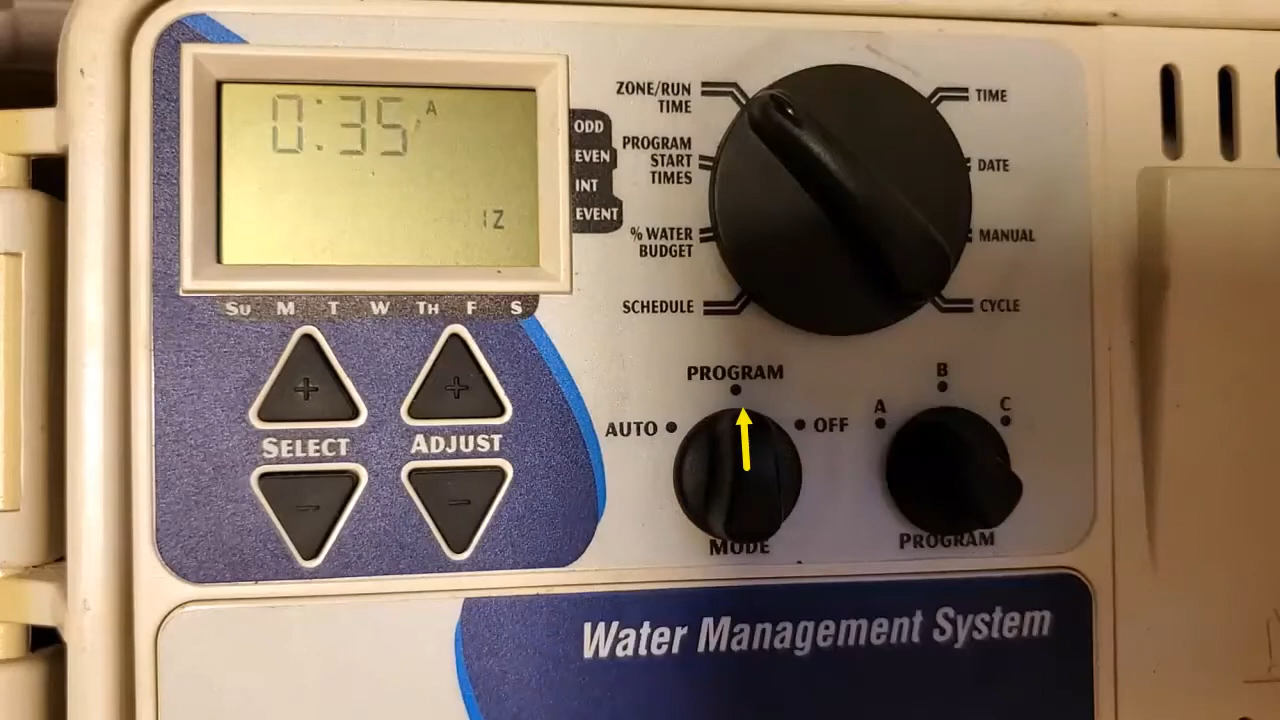 0:35 A
1Z
ODD
EVEN
INT
EVENT
SU M T W TH F S
SELECT
ADJUST
ZONE/RUN
TIME
PROGRAM
START
TIMES
% WATER
BUDGET
SCHEDULE
TIME
DATE
MANUAL
CYCLE
PROGRAM
AUTO
OFF
MODE
A
B
C
PROGRAM
Water Management System